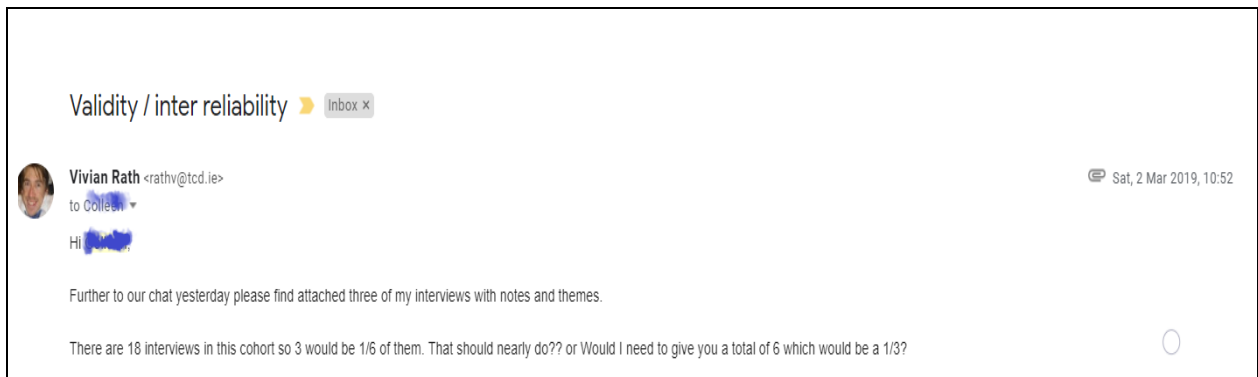 Validity / inter reliability Inbox ×
Vivian Rath <rathv@tcd.ie> Sat, 2 Mar 2019, 10:52
to
Hi
Further to our chat yesterday please find attached three of my interviews with notes and themes.
There are 18 interviews in this cohort so 3 would be 1/6 of them. That should nearly do?? or Would I need to give you a total of 6 which would be a 1/3?